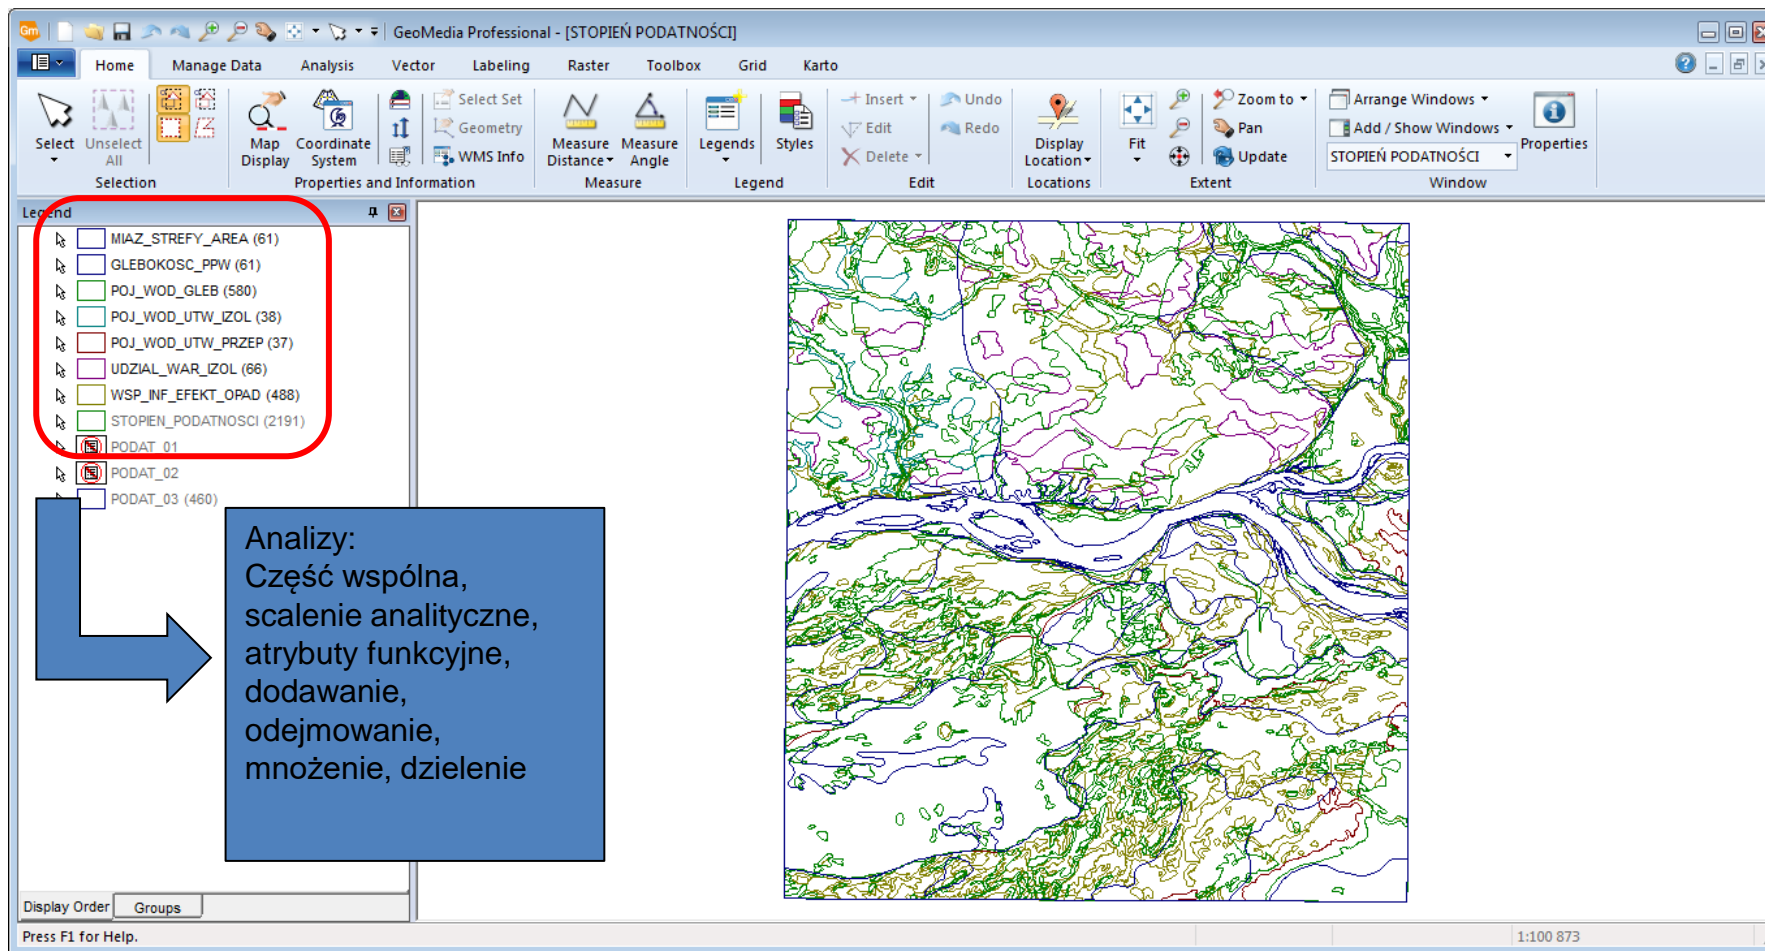 Gm
GeoMedia Professional - [STOPIEŃ PODATNOŚCI]
Home Manage Data Analysis Vector Labeling Raster Toolbox Grid Karto
Select
Unselect All
Selection
Map Display
Coordinate System
Select Set
Geometry
WMS Info
Properties and Information
Measure Distance
Measure Angle
Measure
Legends
Styles
Legend
Insert
Edit
Delete
Undo
Redo
Edit
Display Location
Locations
Fit
Zoom to
Pan
Update
Extent
Arrange Windows
Add / Show Windows
STOPIEŃ PODATNOŚCI
Properties
Window
Legend
MIAZ_STREFY_AREA (61)
GLEBOKOSC_PPW (61)
POJ_WOD_GLEB (580)
POJ_WOD_UTW_IZOL (38)
POJ_WOD_UTW_PRZEP (37)
UDZIAL_WAR_IZOL (66)
WSP_INF_EFEKT_OPAD (488)
STOPIEN_PODATNOSCI (2191)
PODAT_01
PODAT_02
PODAT_03 (460)
Analizy:
Część wspólna,
scalenie analityczne,
atrybuty funkcyjne,
dodawanie,
odejmowanie,
mnożenie, dzielenie
Display Order Groups
Press F1 for Help.
1:100 873